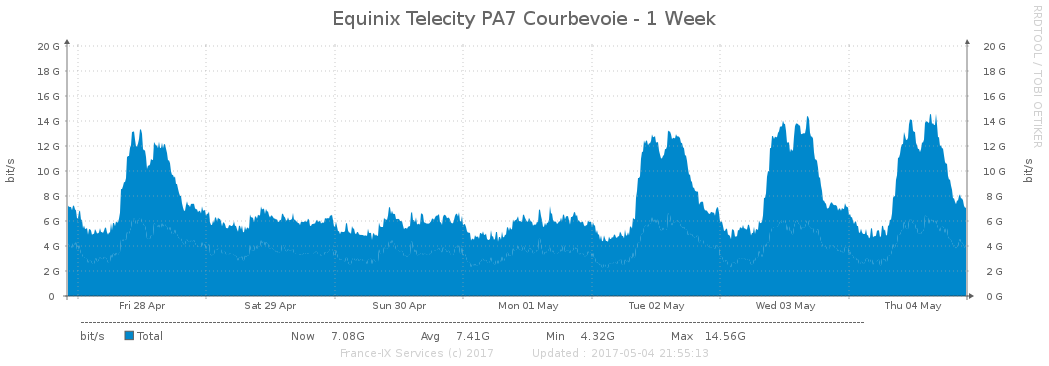 Equinix Telecity PA7 Courbevoie - 1 Week
RRDTOOL / TOBI OETIKER
bit/s
20 G 20 G
18 G 18 G
16 G 16 G
14 G 14 G
12 G 12 G
10 G 10 G
8 G 8 G
6 G 6 G
4 G 4 G
2 G 2 G
0 0 G
bit/s
Fri 28 Apr Sat 29 Apr Sun 30 Apr Mon 01 May Tue 02 May Wed 03 May Thu 04 May
bit/s Total Now 7.08G Avg 7.41G Min 4.32G Max 14.56G
France-IX Services (c) 2017 Updated : 2017-05-04 21:55:13